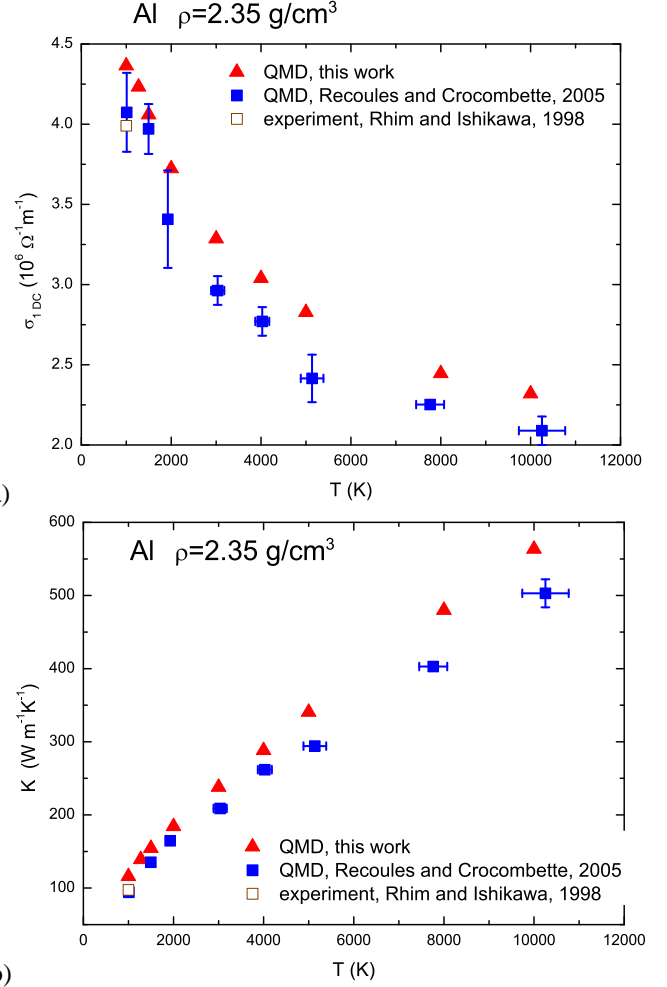 Al ρ=2.35 g/cm³
4.5
4.0
3.5
3.0
2.5
2.0
σ₁ DC (10⁶ Ω⁻¹m⁻¹)
QMD, this work
QMD, Recoules and Crocombette, 2005
experiment, Rhim and Ishikawa, 1998
0 2000 4000 6000 8000 10000 12000
T (K)
)
Al ρ=2.35 g/cm³
600
500
400
300
200
100
K (W m⁻¹K⁻¹)
QMD, this work
QMD, Recoules and Crocombette, 2005
experiment, Rhim and Ishikawa, 1998
0 2000 4000 6000 8000 10000 12000
T (K)
)